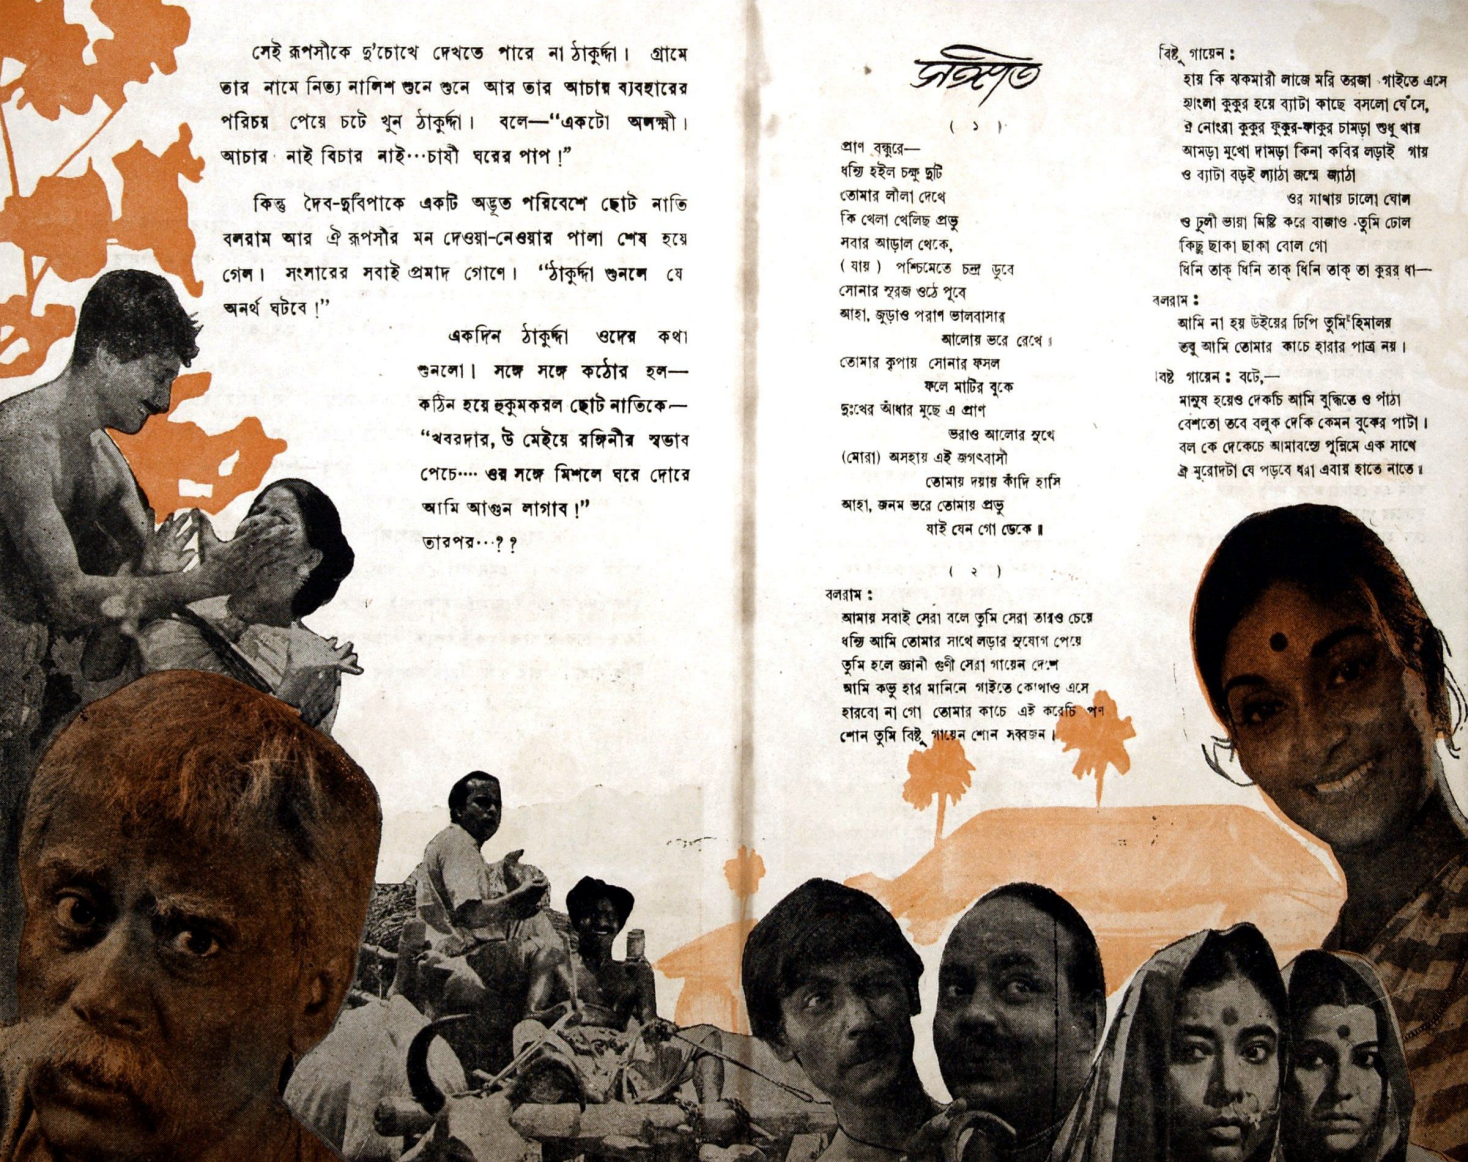 সেই রূপসীকে দু'চোখে দেখতে পারে না ঠাকুর্দ্দা। গ্রামে
তার নামে নিত্য নালিশ শুনে শুনে আর তার আচার ব্যবহারের
পরিচয় পেয়ে চটে খুন ঠাকুর্দ্দা। বলে—“একটো অলক্ষ্মী।
আচার নাই বিচার নাই···চাষী ঘরের পাপ!”
কিন্তু দৈব-দুর্বিপাকে একটি অদ্ভুত পরিবেশে ছোট নাতি
বলরাম আর ঐ রূপসীর মন দেওয়া-নেওয়ার পালা শেষ হয়ে
গেল। সংসারের সবাই প্রমাদ গোণে। “ঠাকুর্দ্দা শুনলে যে
অনর্থ ঘটবে!”
একদিন ঠাকুর্দ্দা ওদের কথা
শুনলো। সঙ্গে সঙ্গে কঠোর হল—
কঠিন হয়ে হুকুমকরল ছোট নাতিকে—
“খবরদার, উ মেইয়ে রঙ্গিনীর স্বভাব
পেচে···· ওর সঙ্গে মিশলে ঘরে দোরে
আমি আগুন লাগাব!”
তারপর···??
সঙ্গীত
( ১ )
প্রাণ বন্ধুরে—
ধন্যি হইল চক্ষু দুটি
তোমার লীলা দেখে
কি খেলা খেলিছ প্রভু
সবার আড়াল থেকে,
( যায় ) পশ্চিমেতে চন্দ্র ডুবে
সোনার সূরজ ওঠে পূবে
আহা, জুড়াও পরাণ ভালবাসার
আলোয় ভরে রেখে।
তোমার কৃপায় সোনার ফসল
ফলে মাটির বুকে
দুঃখের আঁধার মুছে এ প্রাণ
ভরাও আলোর সুখে
(মোরা) অসহায় এই জগৎবাসী
তোমায় দয়ায় কাঁদি হাসি
আহা, জনম ভরে তোমায় প্রভু
যাই যেন গো ডেকে॥
( ২ )
বলরাম :
আমায় সবাই সেরা বলে তুমি সেরা তারও চেয়ে
ধন্যি আমি তোমার সাথে লড়ার সুযোগ পেয়ে
তুমি হলে জ্ঞানী গুণী সেরা গায়েন দেশে
আমি কভু হার মানিনে গাইতে কোথাও এসে
হারবো না গো তোমার কাচে এই করেচি পণ
শোন তুমি বিষ্টু গায়েন শোন সব্বজন।
বিষ্টু গায়েন :
হায় কি ঝকমারী লাজে মরি তরজা গাইতে এসে
হাংলা কুকুর হয়ে ব্যাটা কাছে বসলো ঘেঁসে,
ঐ নোংরা কুকুর ফুকুর-ফাকুর চামড়া শুধু খায়
আমড়া মুখো দামড়া কিনা কবির লড়াই গায়
ও ব্যাটা বড়ই ল্যাঠা জন্মে জ্যাঠা
ওর মাথায় ঢালো ঘোল
ও ঢুলী ভায়া মিষ্টি করে বাজাও তুমি ঢোল
কিছু ছাকা ছাকা বোল গো
ধিনি তাক্ ধিনি তাক্ ধিনি তাক্ তা কুরর ধা—
বলরাম :
আমি না হয় উইয়ের ঢিপি তুমি হিমালয়
তবু আমি তোমার কাচে হারার পাত্র নয়।
বিষ্ট গায়েন : বটে,—
মানুষ হয়েও দেকচি আমি বুদ্ধিতে ও পাঁঠা
বেশতো তবে বলুক দেকি কেমন বুকের পাটা।
বল কে দেকেচে আমাবস্তে পুন্নিমে এক সাথে
ঐ মুরোদটা যে পড়বে ধরা এবায় হাতে নাতে॥